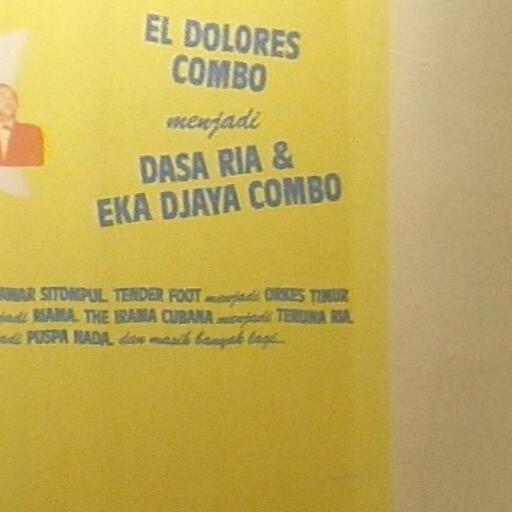 EL DOLORES
COMBO
menjadi
DASA RIA &
EKA DJAYA COMBO
SITOMPUL. TENDER FOOT menjadi ORKES TIMUR
RIAMA. THE IRAMA CUBANA menjadi TERUNA RIA.
PUSPA NADA. dan masih banyak lagi...